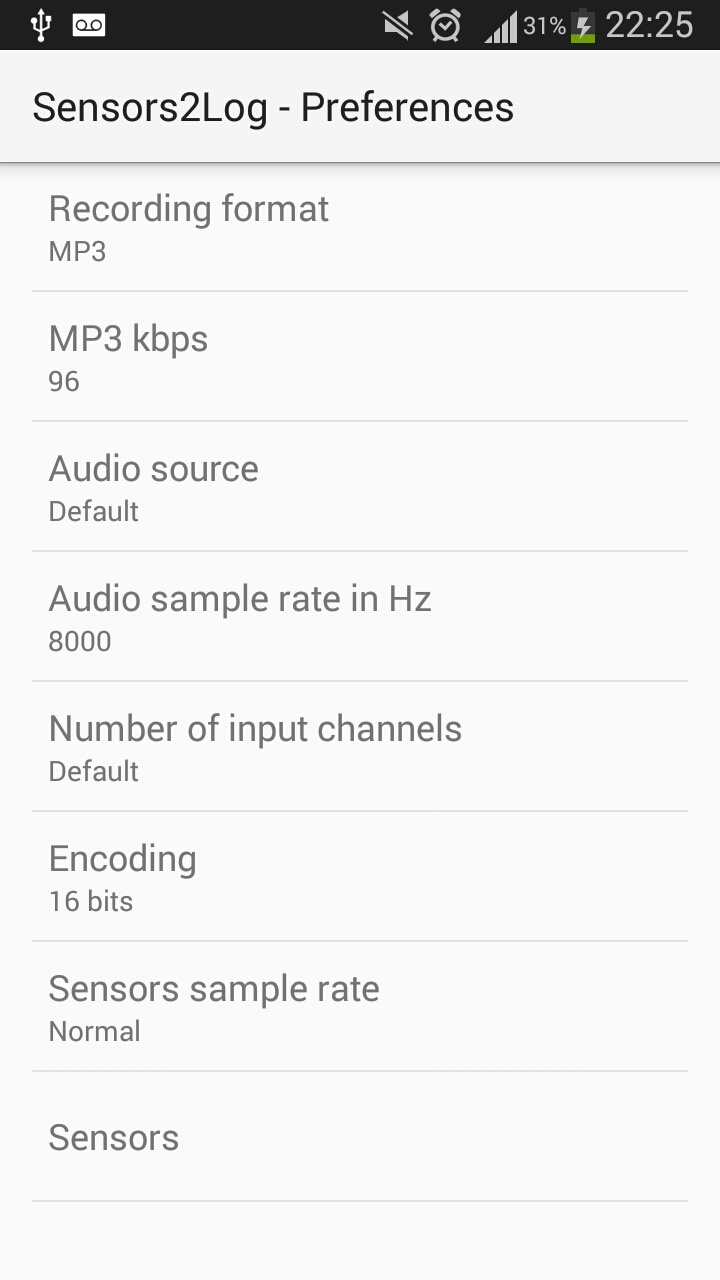 31% 22:25
Sensors2Log - Preferences
Recording format
MP3
MP3 kbps
96
Audio source
Default
Audio sample rate in Hz
8000
Number of input channels
Default
Encoding
16 bits
Sensors sample rate
Normal
Sensors